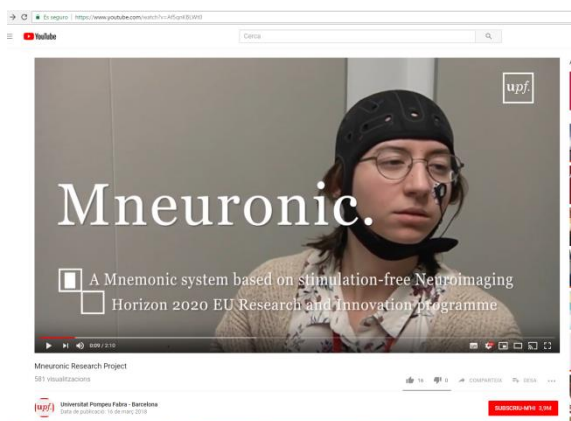 Es seguro | https://www.youtube.com/watch?v=
YouTube
Cerca
upf.
Mneuronic.
A Mnemonic system based on stimulation-free Neuroimaging
Horizon 2020 EU Research and Innovation programme
0:09 / 3:10
Mneuronic Research Project
581 visualitzacions
16
0
COMPARTEIX
DESA
upf.
Universitat Pompeu Fabra - Barcelona
Data de publicació: 16 de març 2018
SUBSCRIU-M'HI 3,9M